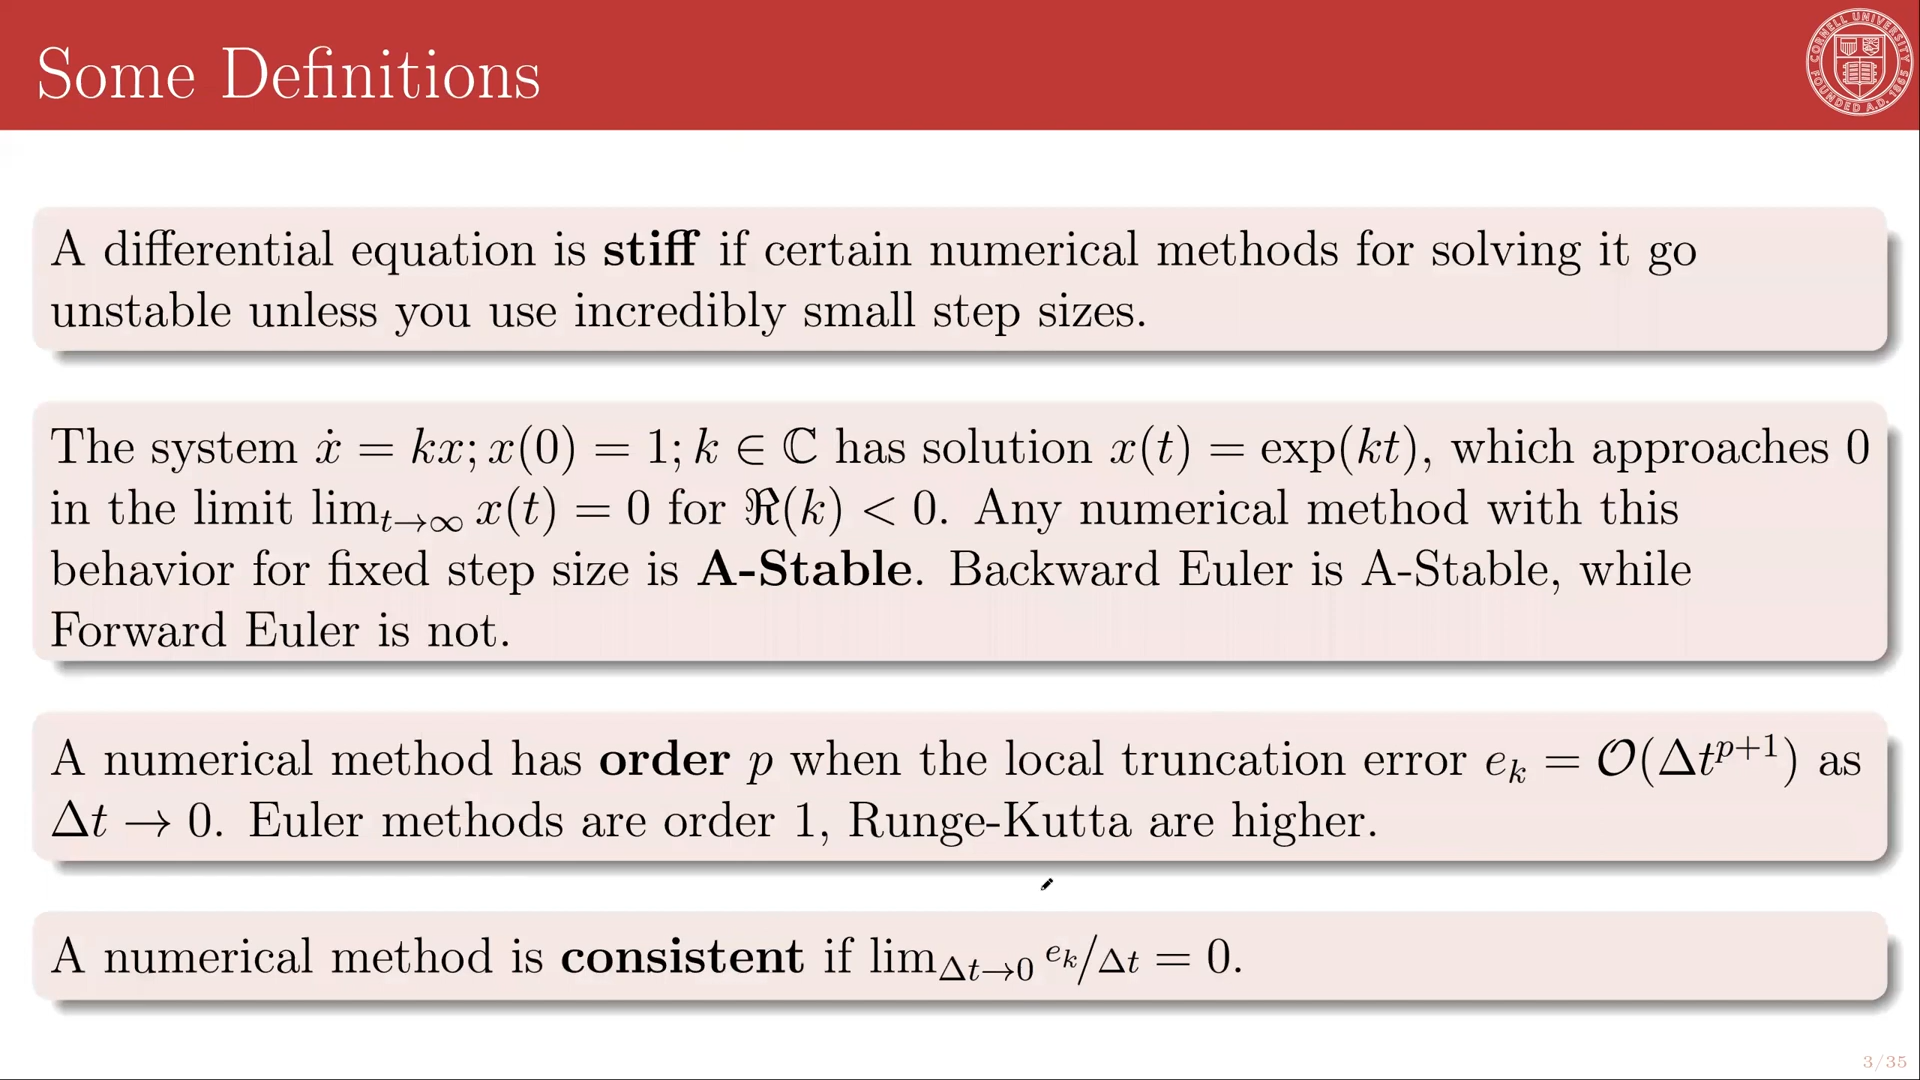 Some Definitions
CORNELL UNIVERSITY
FOUNDED A.D. 1865
A differential equation is stiff if certain numerical methods for solving it go
unstable unless you use incredibly small step sizes.
The system ẋ = kx; x(0) = 1; k ∈ ℂ has solution x(t) = exp(kt), which approaches 0
in the limit lim_{t→∞} x(t) = 0 for ℜ(k) < 0. Any numerical method with this
behavior for fixed step size is A-Stable. Backward Euler is A-Stable, while
Forward Euler is not.
A numerical method has order p when the local truncation error e_k = 𝒪(Δt^{p+1}) as
Δt → 0. Euler methods are order 1, Runge-Kutta are higher.
A numerical method is consistent if lim_{Δt→0} e_k/Δt = 0.
3/35